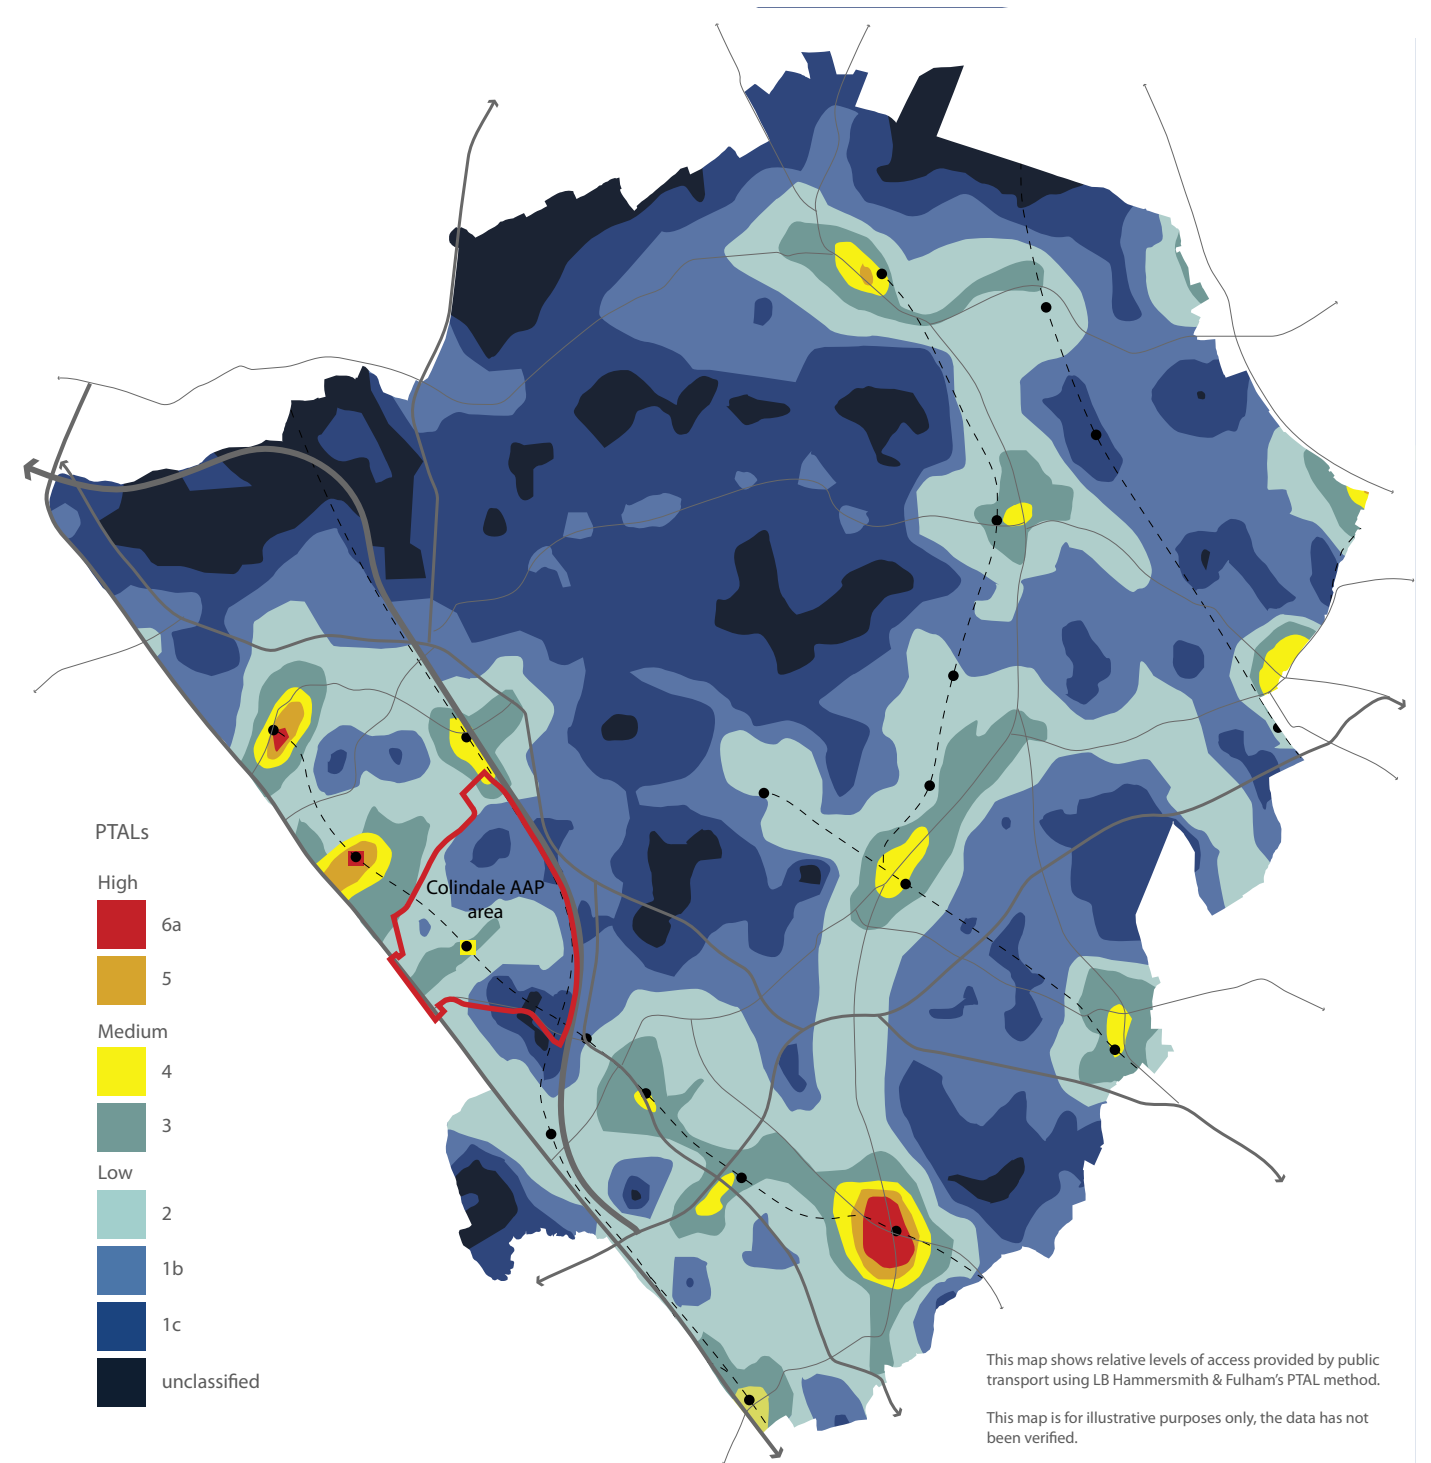 Colindale AAP
area
PTALs
High
6a
5
Medium
4
3
Low
2
1b
1c
unclassified
This map shows relative levels of access provided by public
transport using LB Hammersmith & Fulham's PTAL method.
This map is for illustrative purposes only, the data has not
been verified.